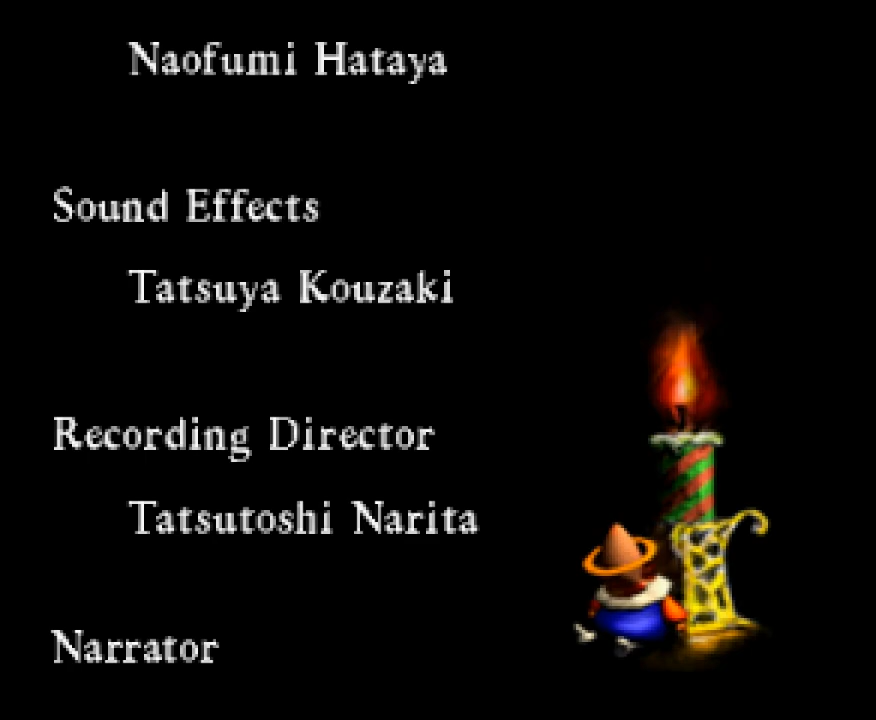 Naofumi Hataya
Sound Effects
Tatsuya Kouzaki
Recording Director
Tatsutoshi Narita
Narrator